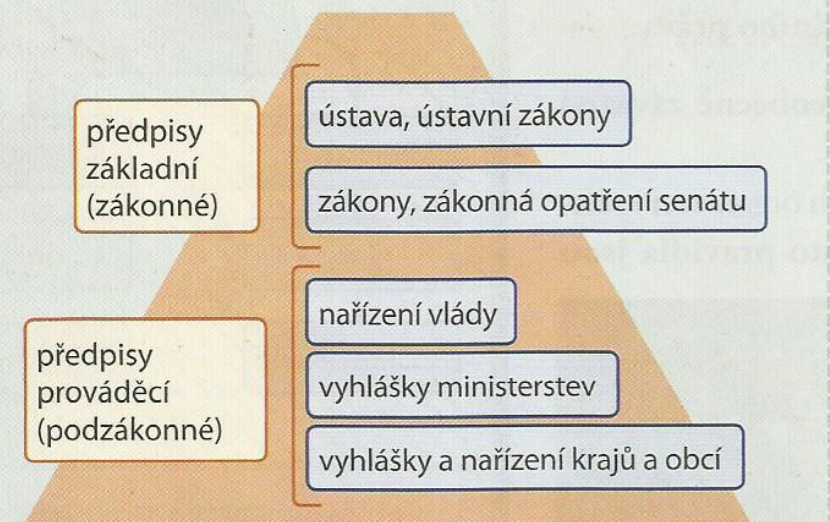 předpisy
základní
(zákonné)
ústava, ústavní zákony
zákony, zákonná opatření senátu
předpisy
prováděcí
(podzákonné)
nařízení vlády
vyhlášky ministerstev
vyhlášky a nařízení krajů a obcí